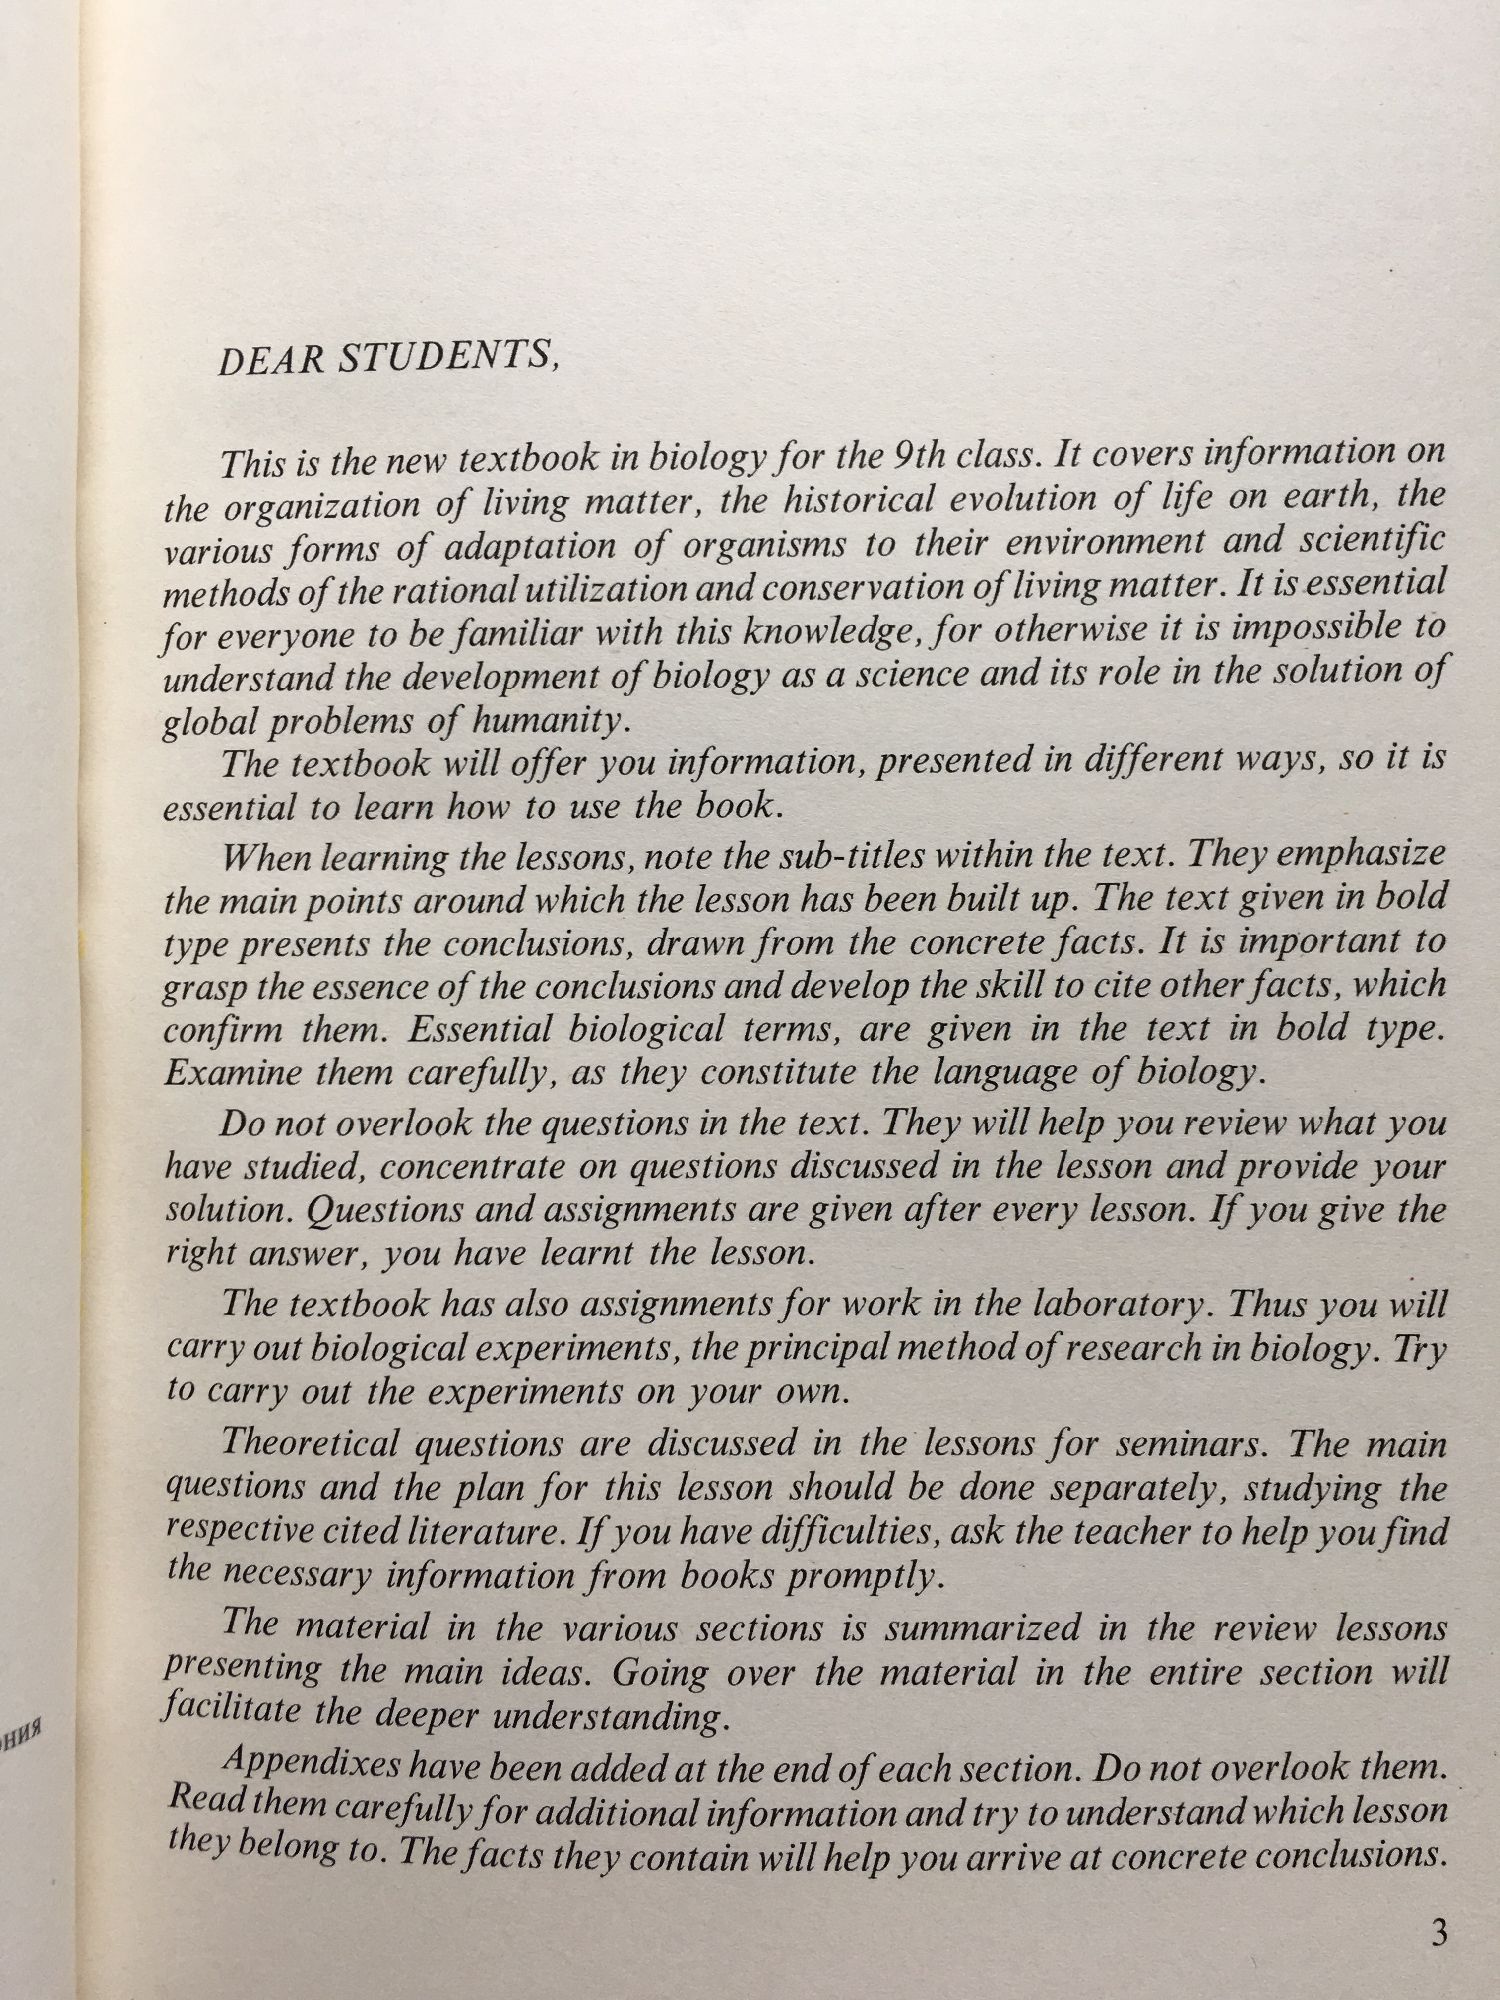 DEAR STUDENTS,
This is the new textbook in biology for the 9th class. It covers information on
the organization of living matter, the historical evolution of life on earth, the
various forms of adaptation of organisms to their environment and scientific
methods of the rational utilization and conservation of living matter. It is essential
for everyone to be familiar with this knowledge, for otherwise it is impossible to
understand the development of biology as a science and its role in the solution of
global problems of humanity.
The textbook will offer you information, presented in different ways, so it is
essential to learn how to use the book.
When learning the lessons, note the sub-titles within the text. They emphasize
the main points around which the lesson has been built up. The text given in bold
type presents the conclusions, drawn from the concrete facts. It is important to
grasp the essence of the conclusions and develop the skill to cite other facts, which
confirm them. Essential biological terms, are given in the text in bold type.
Examine them carefully, as they constitute the language of biology.
Do not overlook the questions in the text. They will help you review what you
have studied, concentrate on questions discussed in the lesson and provide your
solution. Questions and assignments are given after every lesson. If you give the
right answer, you have learnt the lesson.
The textbook has also assignments for work in the laboratory. Thus you will
carry out biological experiments, the principal method of research in biology. Try
to carry out the experiments on your own.
Theoretical questions are discussed in the lessons for seminars. The main
questions and the plan for this lesson should be done separately, studying the
respective cited literature. If you have difficulties, ask the teacher to help you find
the necessary information from books promptly.
The material in the various sections is summarized in the review lessons
presenting the main ideas. Going over the material in the entire section will
facilitate the deeper understanding.
Appendixes have been added at the end of each section. Do not overlook them.
Read them carefully for additional information and try to understand which lesson
they belong to. The facts they contain will help you arrive at concrete conclusions.
3